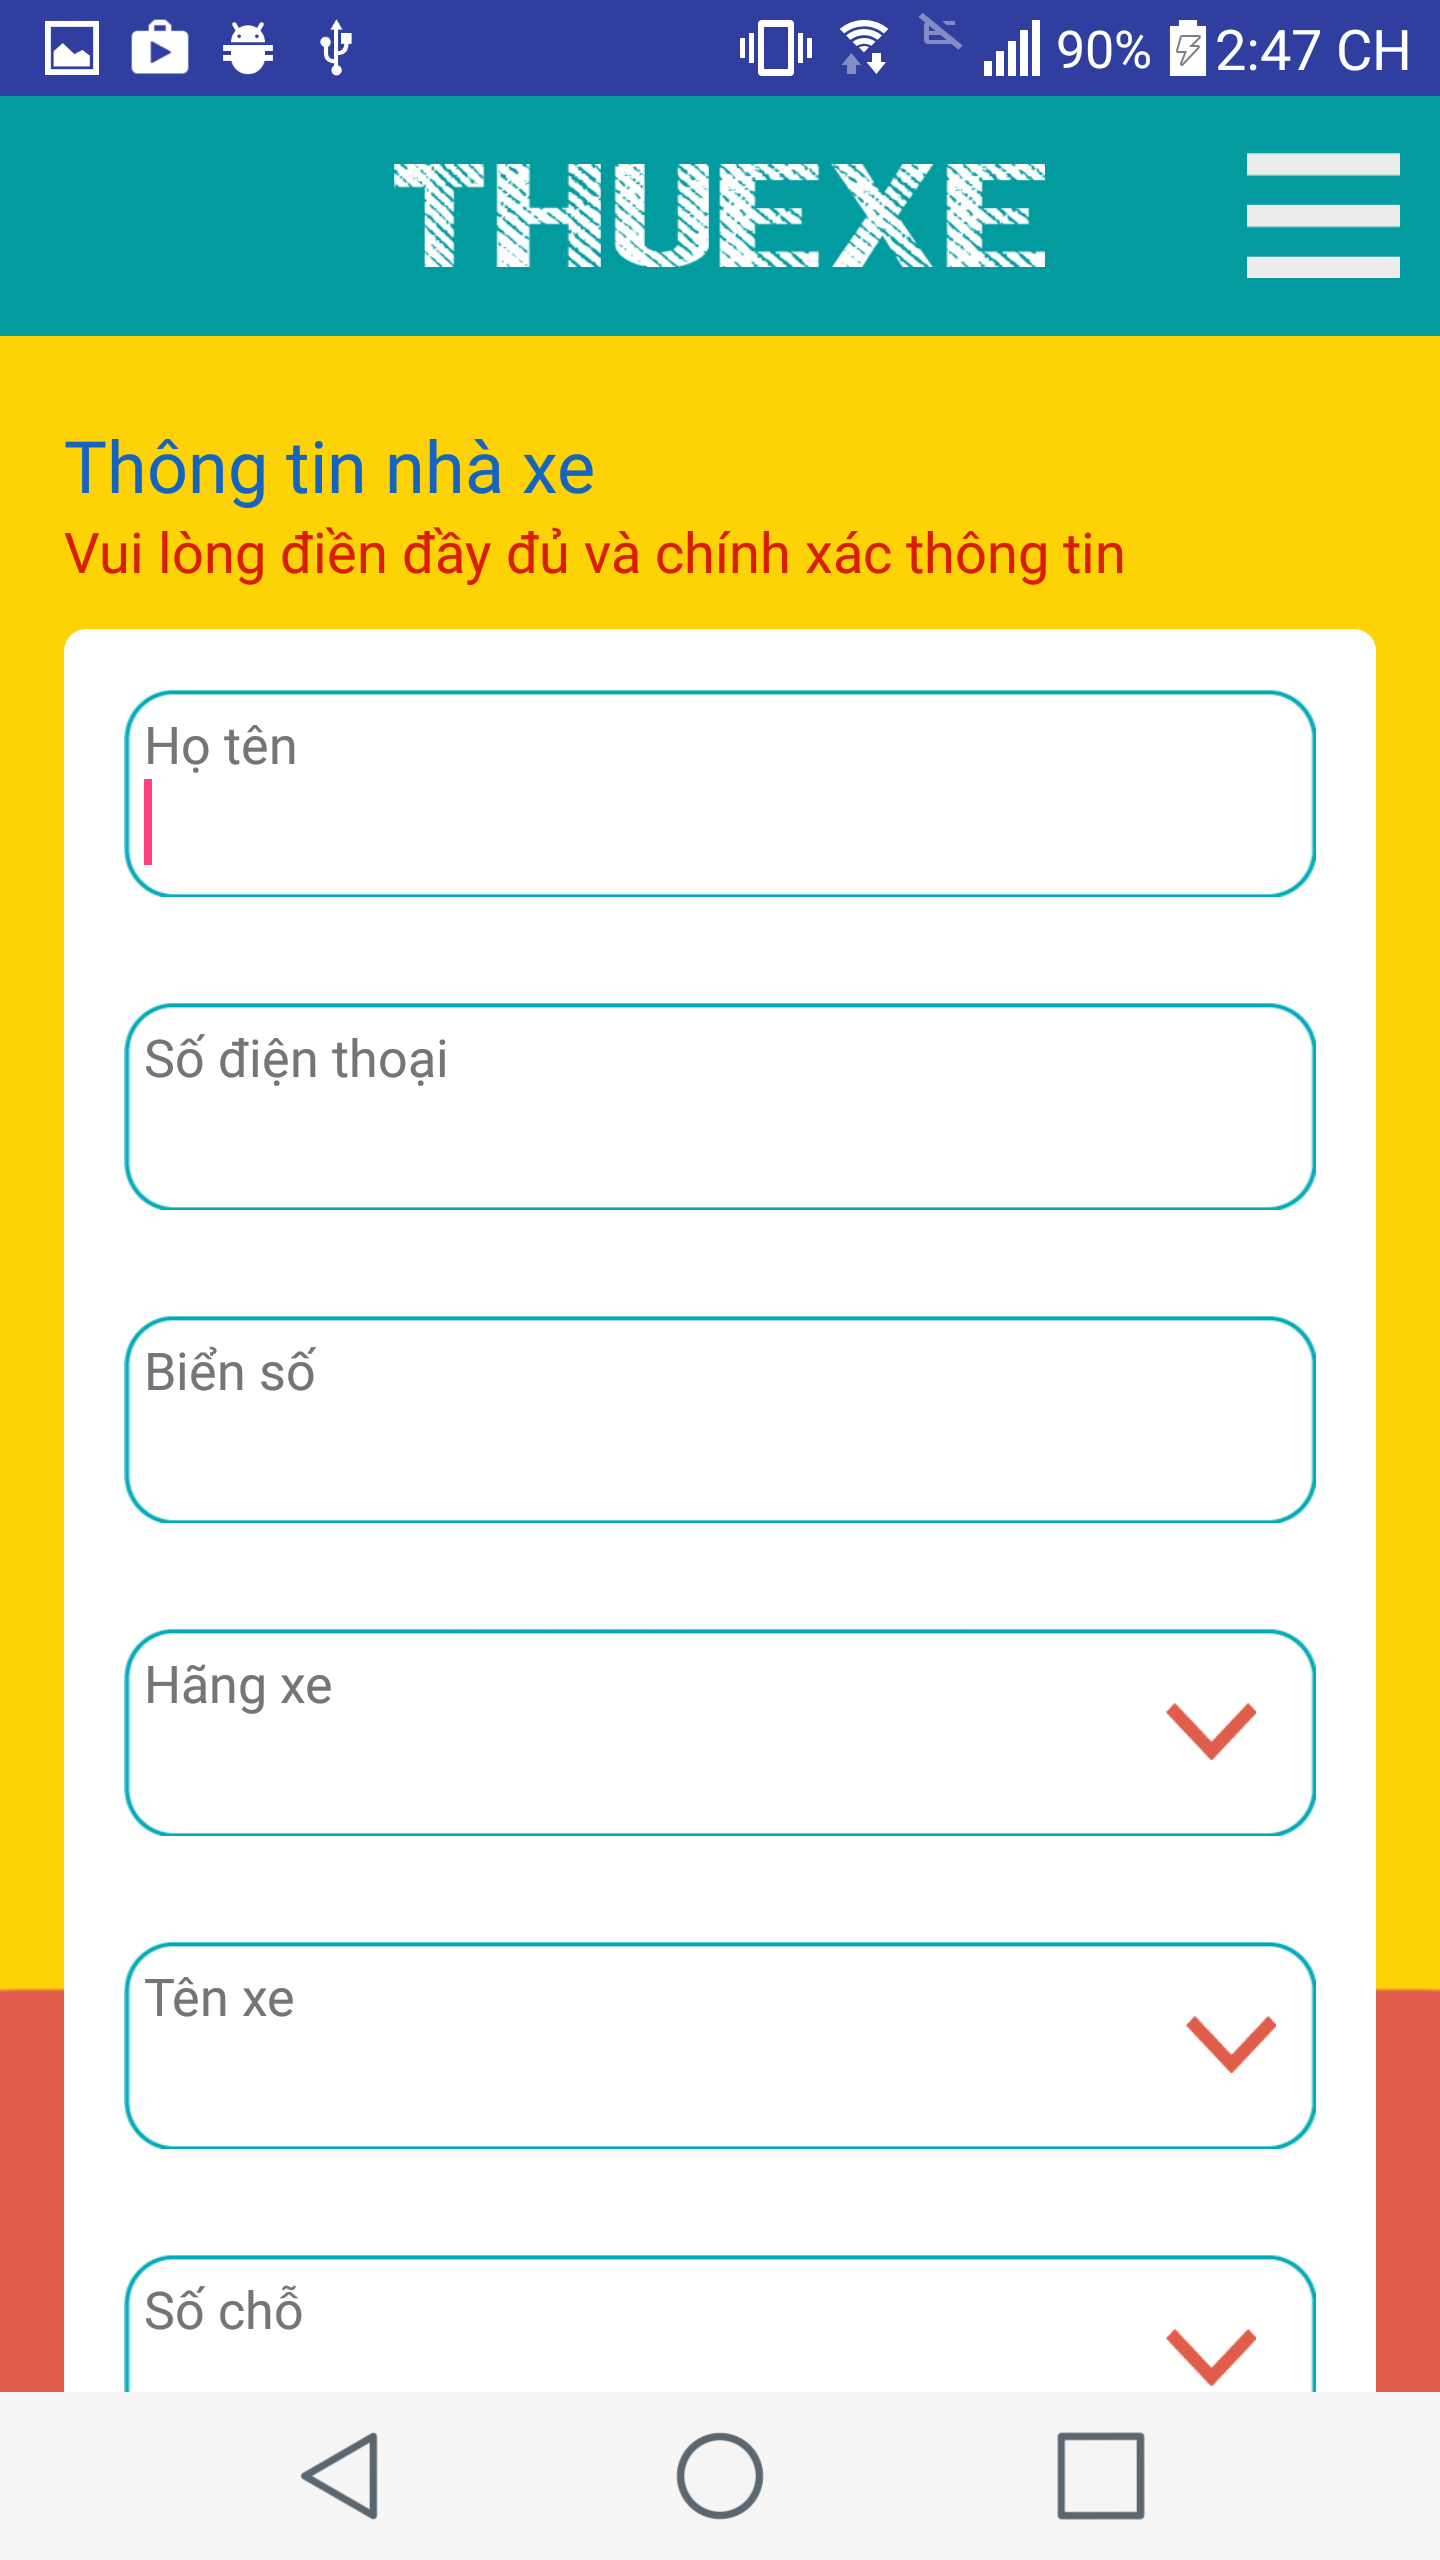 90% 2:47 CH
THUEXE
Thông tin nhà xe
Vui lòng điền đầy đủ và chính xác thông tin
Họ tên
Số điện thoại
Biển số
Hãng xe
Tên xe
Số chỗ